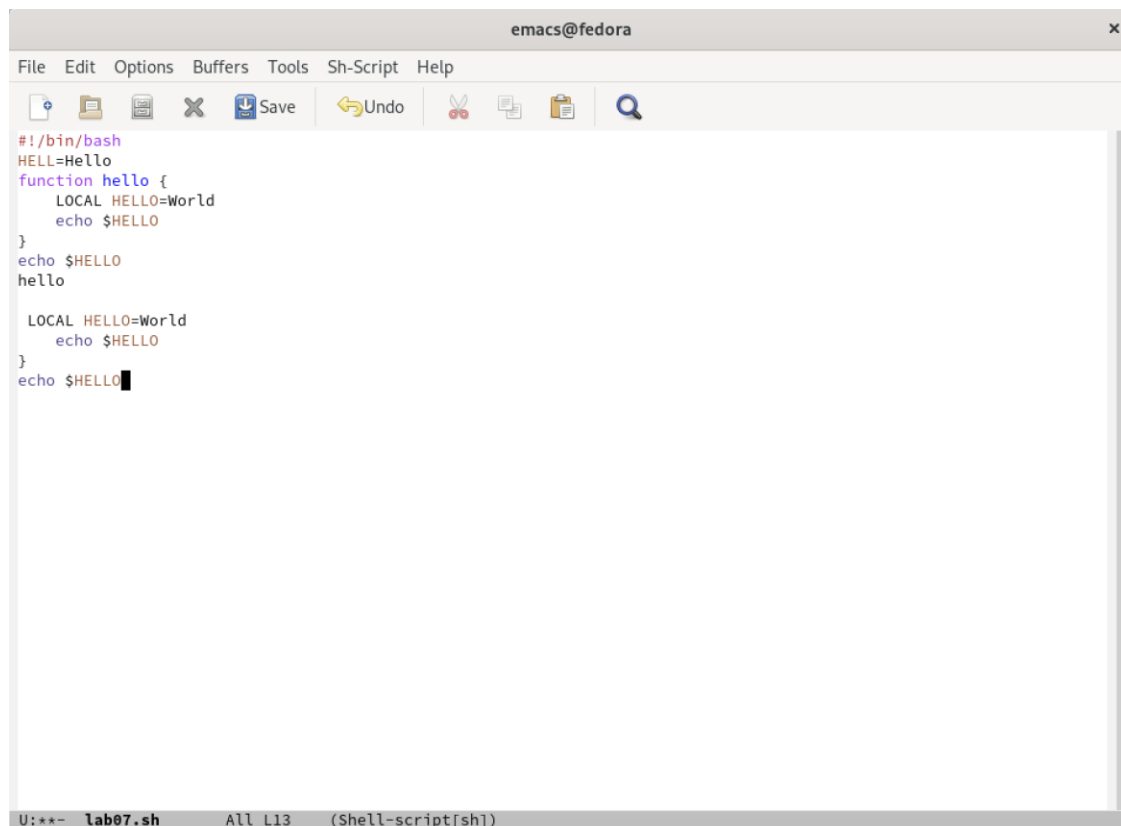 emacs@fedora ×
File Edit Options Buffers Tools Sh-Script Help
Save Undo
#!/bin/bash
HELL=Hello
function hello {
    LOCAL HELLO=World
    echo $HELLO
}
echo $HELLO
hello

 LOCAL HELLO=World
    echo $HELLO
}
echo $HELLO
U:**- lab07.sh All L13 (Shell-script[sh])